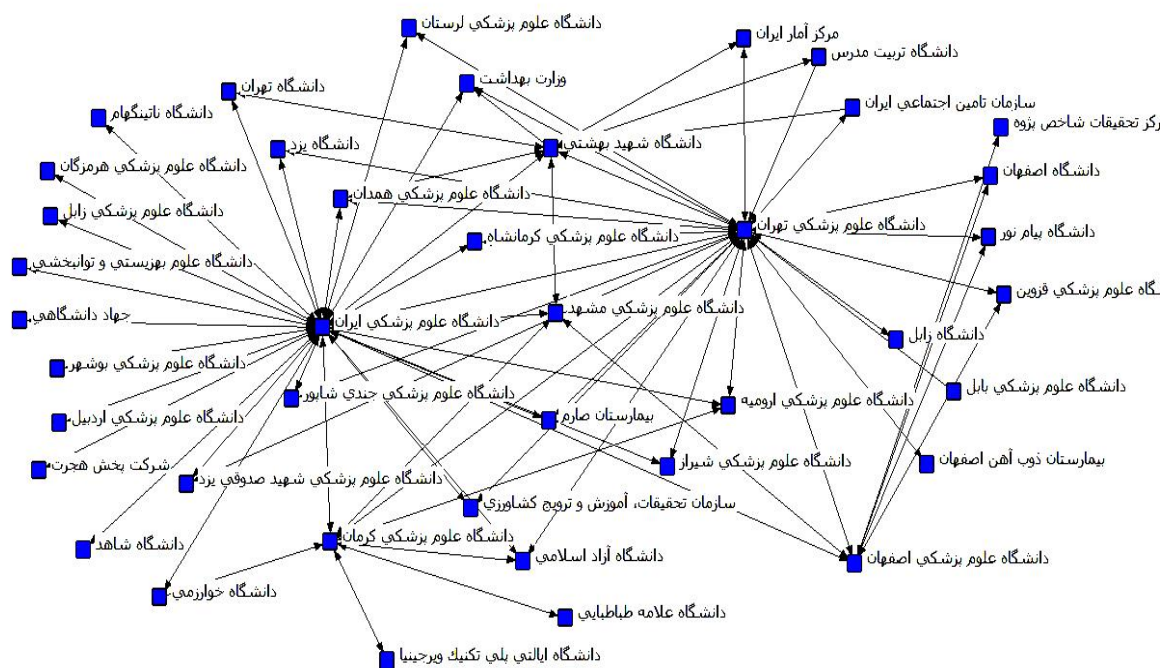 دانشگاه علوم پزشكي لرستان
مركز آمار ايران
دانشگاه تربيت مدرس
وزارت بهداشت
دانشگاه تهران
سازمان تامين اجتماعي ايران
دانشگاه ناتينگهام
ركز تحقيقات شاخص پژوه
دانشگاه شهيد بهشتي
دانشگاه يزد
دانشگاه علوم پزشكي هرمزگان
دانشگاه اصفهان
دانشگاه علوم پزشكي همدان
دانشگاه علوم پزشكي زابل
دانشگاه علوم پزشكي تهران
دانشگاه پيام نور
دانشگاه علوم پزشكي كرمانشاه
دانشگاه علوم بهزيستي و توانبخشي
گاه علوم پزشكي قزوين
دانشگاه علوم پزشكي مشهد
جهاد دانشگاهي
دانشگاه علوم پزشكي ايران
دانشگاه زابل
دانشگاه علوم پزشكي بوشهر
دانشگاه علوم پزشكي بابل
دانشگاه علوم پزشكي جندي شاپور
دانشگاه علوم پزشكي اروميه
بيمارستان صارم
دانشگاه علوم پزشكي اردبيل
بيمارستان ذوب آهن اصفهان
دانشگاه علوم پزشكي شيراز
شركت پخش هجرت
دانشگاه علوم پزشكي شهيد صدوقي يزد
سازمان تحقيقات، آموزش و ترويج كشاورزي
دانشگاه علوم پزشكي كرمان
دانشگاه شاهد
دانشگاه آزاد اسلامي
دانشگاه علوم پزشكي اصفهان
دانشگاه خوارزمي
دانشگاه علامه طباطبايي
دانشگاه ايالتي پلي تكنيك ويرجينيا